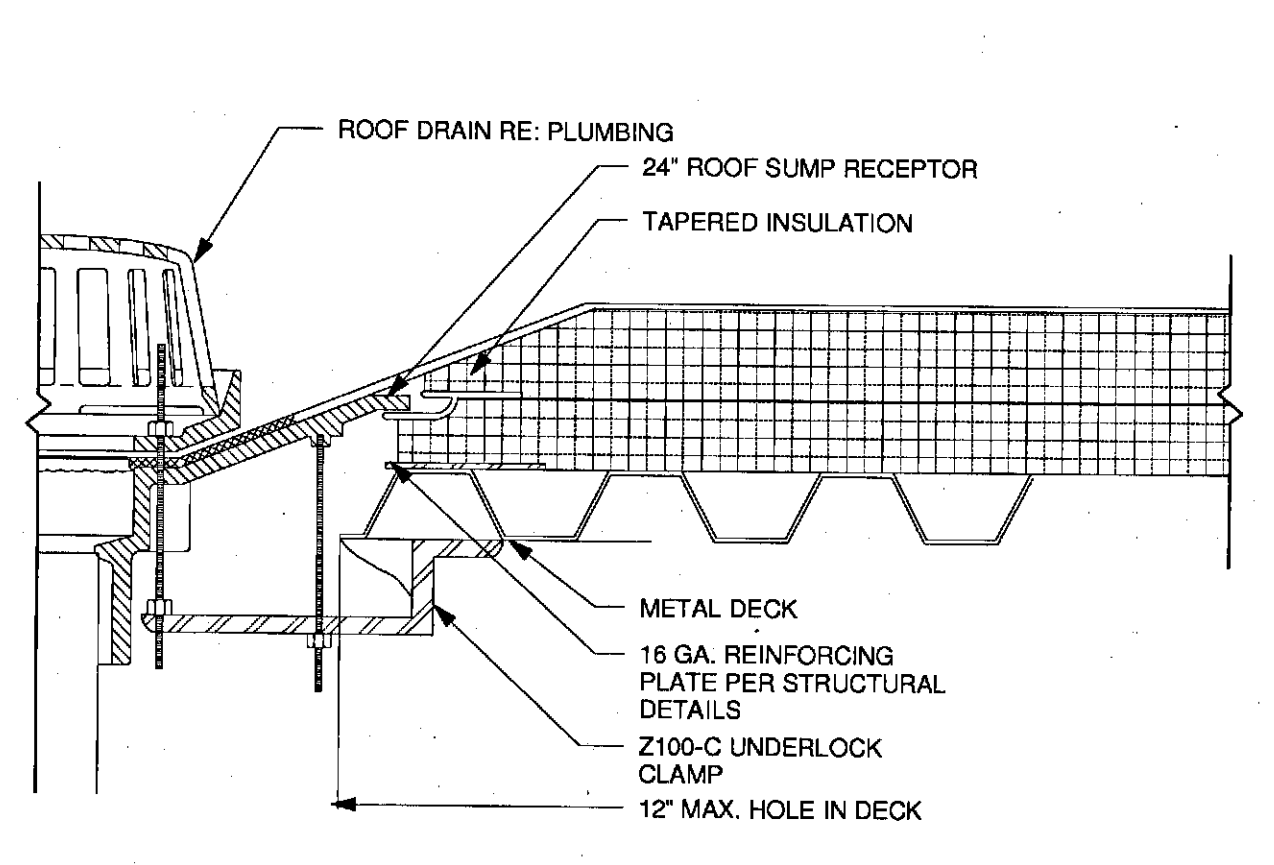 ROOF DRAIN RE: PLUMBING
24" ROOF SUMP RECEPTOR
TAPERED INSULATION
METAL DECK
16 GA. REINFORCING
PLATE PER STRUCTURAL
DETAILS
Z100-C UNDERLOCK
CLAMP
12" MAX. HOLE IN DECK